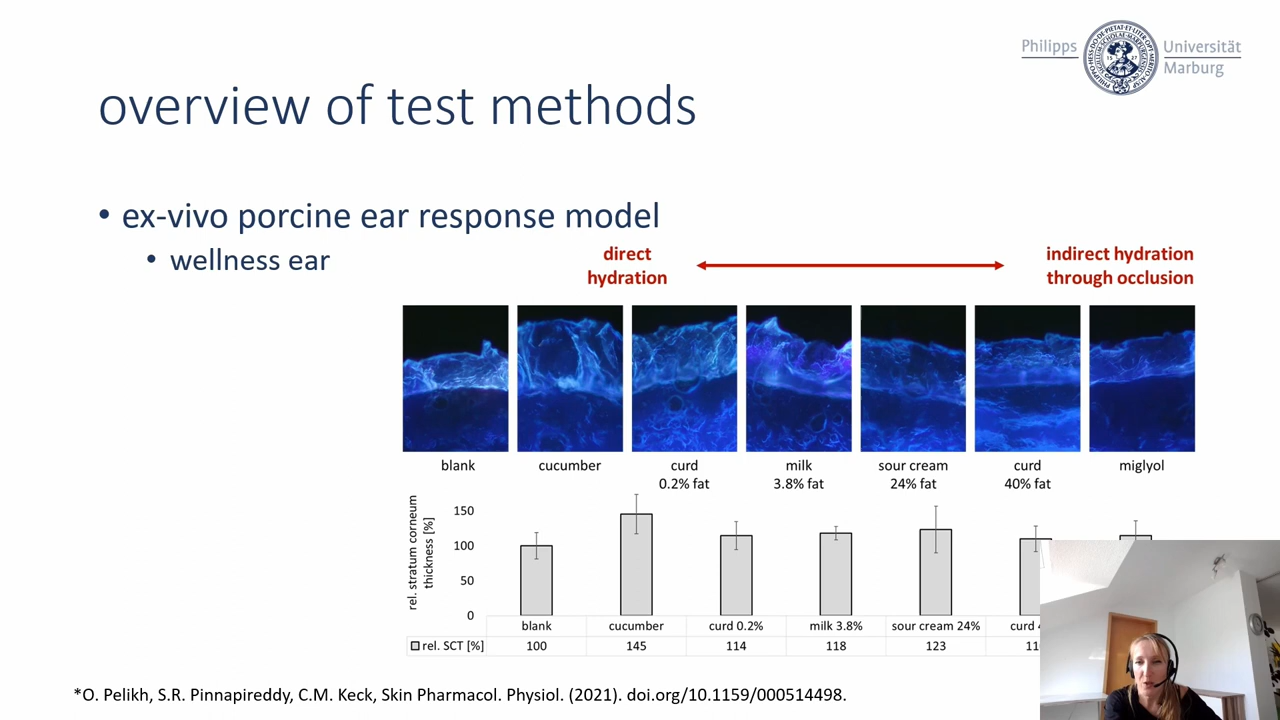 Philipps
Universität
Marburg
overview of test methods
• ex-vivo porcine ear response model
• wellness ear
direct
hydration
indirect hydration
through occlusion
blank
cucumber
curd
0.2% fat
milk
3.8% fat
sour cream
24% fat
curd
40% fat
miglyol
rel. stratum corneum
thickness [%]
150
100
50
0
blank cucumber curd 0.2% milk 3.8% sour cream 24% curd
rel. SCT [%] 100 145 114 118 123
*O. Pelikh, S.R. Pinnapireddy, C.M. Keck, Skin Pharmacol. Physiol. (2021). doi.org/10.1159/000514498.